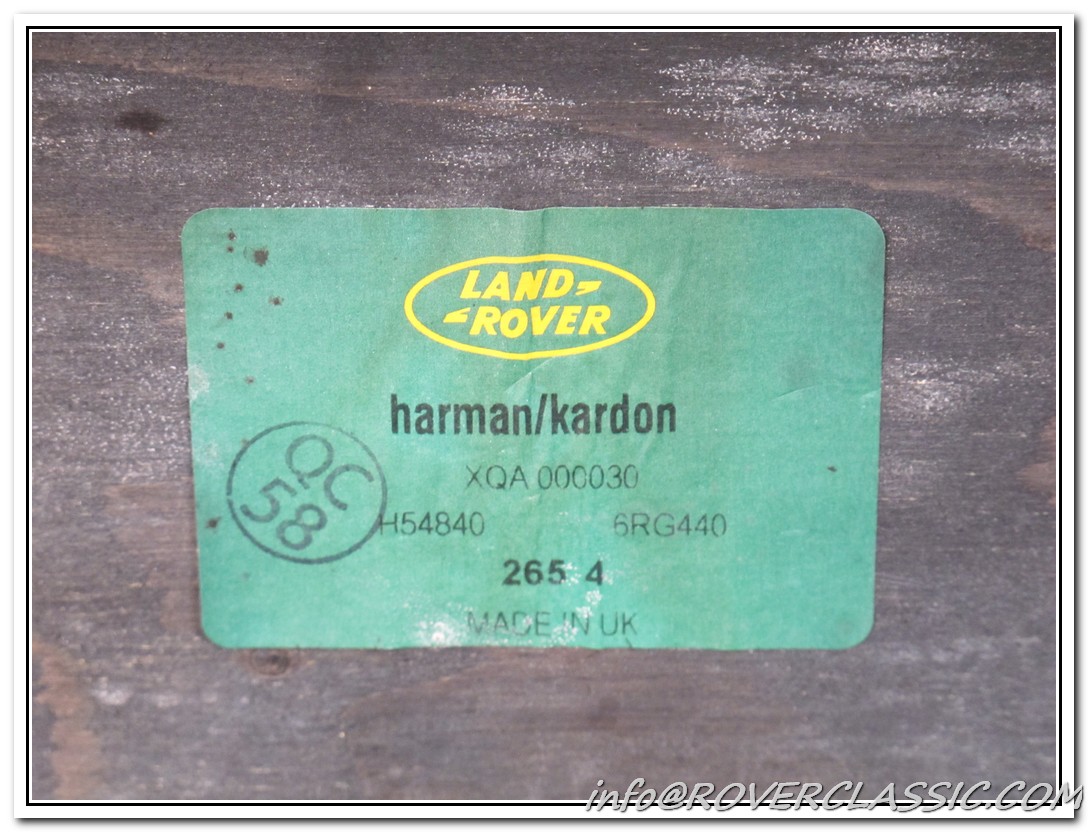 LAND
ROVER
harman/kardon
XQA 000030
H54840 6RG440
265 4
MADE IN UK
QC
58
info@ROVERCLASSIC.COM